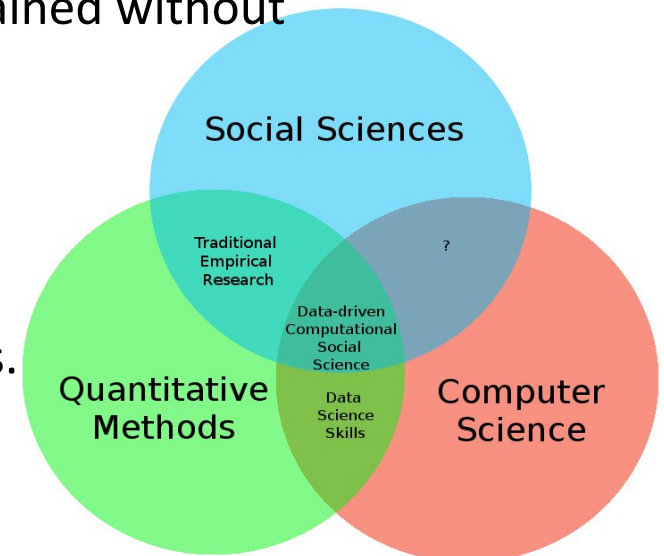 ained without
Social Sciences
Traditional
Empirical
Research
?
Data-driven
Computational
Social
Science
s.
Quantitative
Methods
Data
Science
Skills
Computer
Science